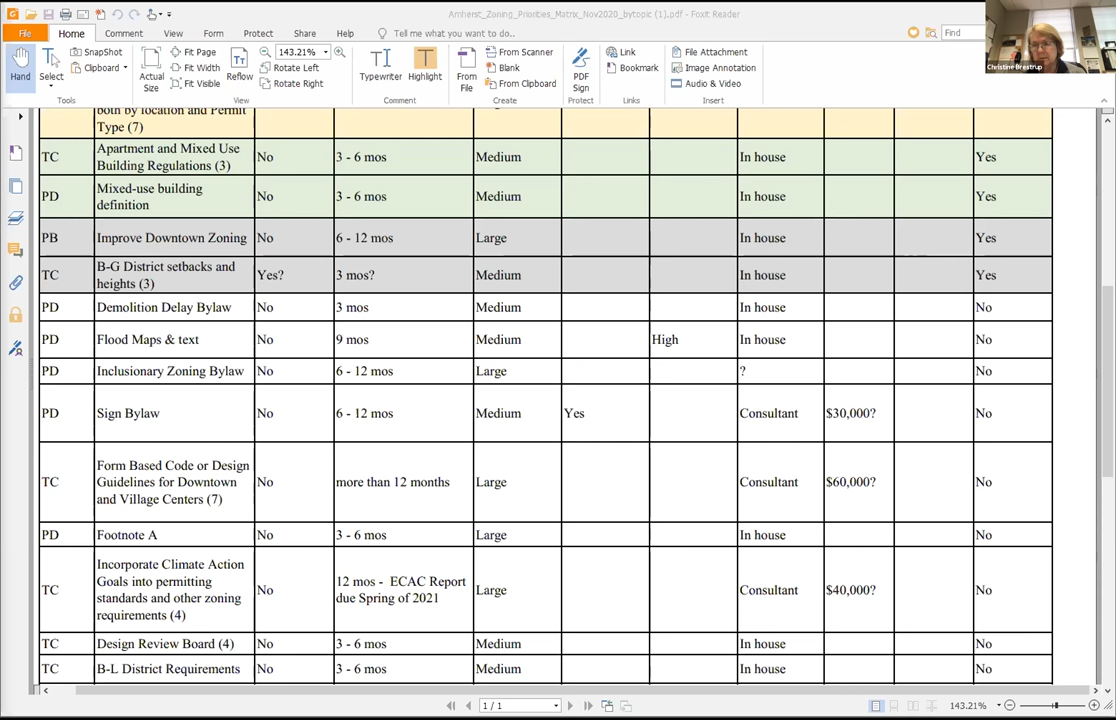 Amherst_Zoning_Priorities_Matrix_Nov2020_bytopic (1).pdf - Foxit Reader
File Home Comment View Form Protect Share Help Tell me what you want to do... Find
Hand
Select
SnapShot
Clipboard
Tools
Actual Size
Fit Page
Fit Width
Fit Visible
Reflow
143.21%
Rotate Left
Rotate Right
View
Typewriter
Highlight
Comment
From File
From Scanner
Blank
From Clipboard
Create
PDF Sign
Protect
Link
Bookmark
Links
File Attachment
Image Annotation
Audio & Video
Insert
Christine Brestrup
both by location and Permit
Type (7)
TC Apartment and Mixed Use Building Regulations (3) No 3 - 6 mos Medium In house Yes
PD Mixed-use building definition No 3 - 6 mos Medium In house Yes
PB Improve Downtown Zoning No 6 - 12 mos Large In house Yes
TC B-G District setbacks and heights (3) Yes? 3 mos? Medium In house Yes
PD Demolition Delay Bylaw No 3 mos Medium In house No
PD Flood Maps & text No 9 mos Medium High In house No
PD Inclusionary Zoning Bylaw No 6 - 12 mos Large ? No
PD Sign Bylaw No 6 - 12 mos Medium Yes Consultant $30,000? No
TC Form Based Code or Design Guidelines for Downtown and Village Centers (7) No more than 12 months Large Consultant $60,000? No
PD Footnote A No 3 - 6 mos Large In house No
TC Incorporate Climate Action Goals into permitting standards and other zoning requirements (4) No 12 mos - ECAC Report due Spring of 2021 Large Consultant $40,000? No
TC Design Review Board (4) No 3 - 6 mos Medium In house No
TC B-L District Requirements No 3 - 6 mos Medium In house No
1 / 1
143.21%